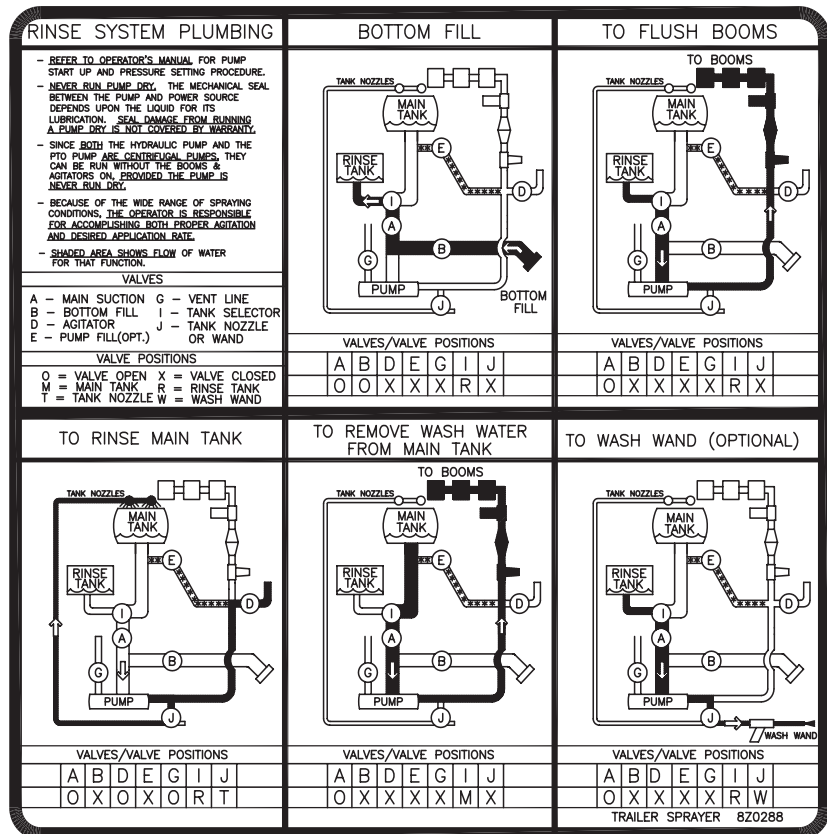 RINSE SYSTEM PLUMBING
- REFER TO OPERATOR'S MANUAL FOR PUMP
START UP AND PRESSURE SETTING PROCEDURE.
- NEVER RUN PUMP DRY. THE MECHANICAL SEAL
BETWEEN THE PUMP AND POWER SOURCE
DEPENDS UPON THE LIQUID FOR ITS
LUBRICATION. SEAL DAMAGE FROM RUNNING
A PUMP DRY IS NOT COVERED BY WARRANTY.
- SINCE BOTH THE HYDRAULIC PUMP AND THE
PTO PUMP ARE CENTRIFUGAL PUMPS, THEY
CAN BE RUN WITHOUT THE BOOMS &
AGITATORS ON, PROVIDED THE PUMP IS
NEVER RUN DRY.
- BECAUSE OF THE WIDE RANGE OF SPRAYING
CONDITIONS, THE OPERATOR IS RESPONSIBLE
FOR ACCOMPLISHING BOTH PROPER AGITATION
AND DESIRED APPLICATION RATE.
- SHADED AREA SHOWS FLOW OF WATER
FOR THAT FUNCTION.
VALVES
A - MAIN SUCTION G - VENT LINE
B - BOTTOM FILL I - TANK SELECTOR
D - AGITATOR J - TANK NOZZLE
E - PUMP FILL(OPT.) OR WAND
VALVE POSITIONS
O = VALVE OPEN X = VALVE CLOSED
M = MAIN TANK R = RINSE TANK
T = TANK NOZZLE W = WASH WAND
BOTTOM FILL
TANK NOZZLES
MAIN
TANK
E
RINSE
TANK
D
I
A
B
G
PUMP
J
BOTTOM
FILL
VALVES/VALVE POSITIONS
A B D E G I J
O O X X X R X
TO FLUSH BOOMS
TO BOOMS
TANK NOZZLES
MAIN
TANK
E
RINSE
TANK
D
I
A
B
G
PUMP
J
VALVES/VALVE POSITIONS
A B D E G I J
O X X X X R X
TO RINSE MAIN TANK
TANK NOZZLES
MAIN
TANK
E
RINSE
TANK
D
I
A
B
G
PUMP
J
VALVES/VALVE POSITIONS
A B D E G I J
O X O X O R T
TO REMOVE WASH WATER
FROM MAIN TANK
TO BOOMS
TANK NOZZLES
MAIN
TANK
E
RINSE
TANK
D
I
A
B
G
PUMP
J
VALVES/VALVE POSITIONS
A B D E G I J
O X X X X M X
TO WASH WAND (OPTIONAL)
TANK NOZZLES
MAIN
TANK
E
RINSE
TANK
D
I
A
B
G
PUMP
J
WASH WAND
VALVES/VALVE POSITIONS
A B D E G I J
O X X X X R W
TRAILER SPRAYER 8Z0288